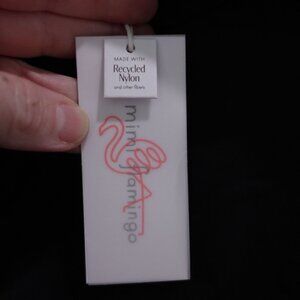 MADE WITH
Recycled
Nylon
and other fibers
mimi flamingo